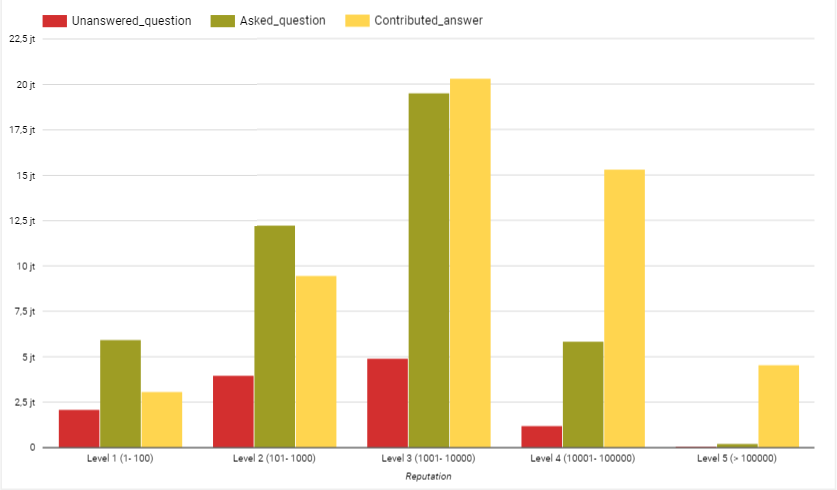 Unanswered_question Asked_question Contributed_answer
22,5 jt
20 jt
17,5 jt
15 jt
12,5 jt
10 jt
7,5 jt
5 jt
2,5 jt
0
Level 1 (1- 100) Level 2 (101- 1000) Level 3 (1001- 10000) Level 4 (10001- 100000) Level 5 (> 100000)
Reputation